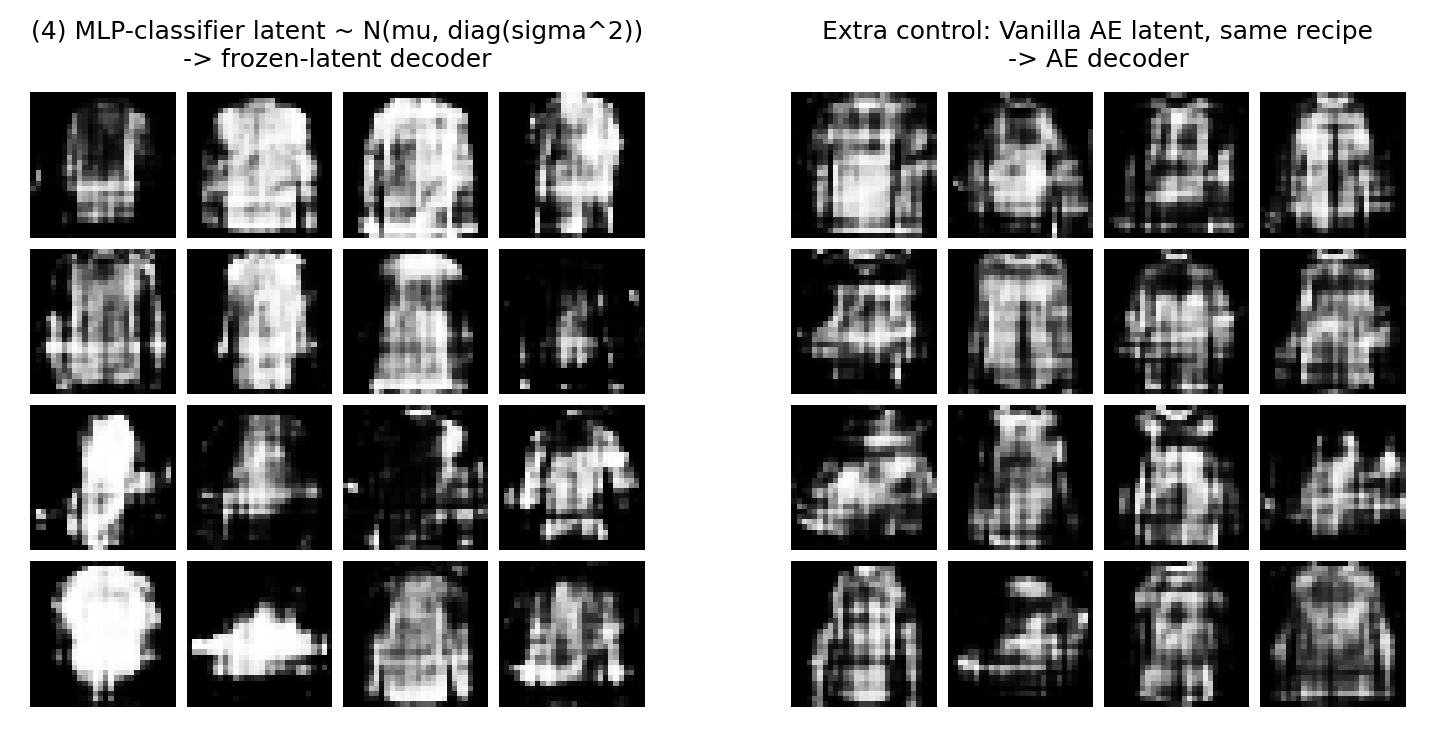 (4) MLP-classifier latent ~ N(mu, diag(sigma^2))
-> frozen-latent decoder
Extra control: Vanilla AE latent, same recipe
-> AE decoder